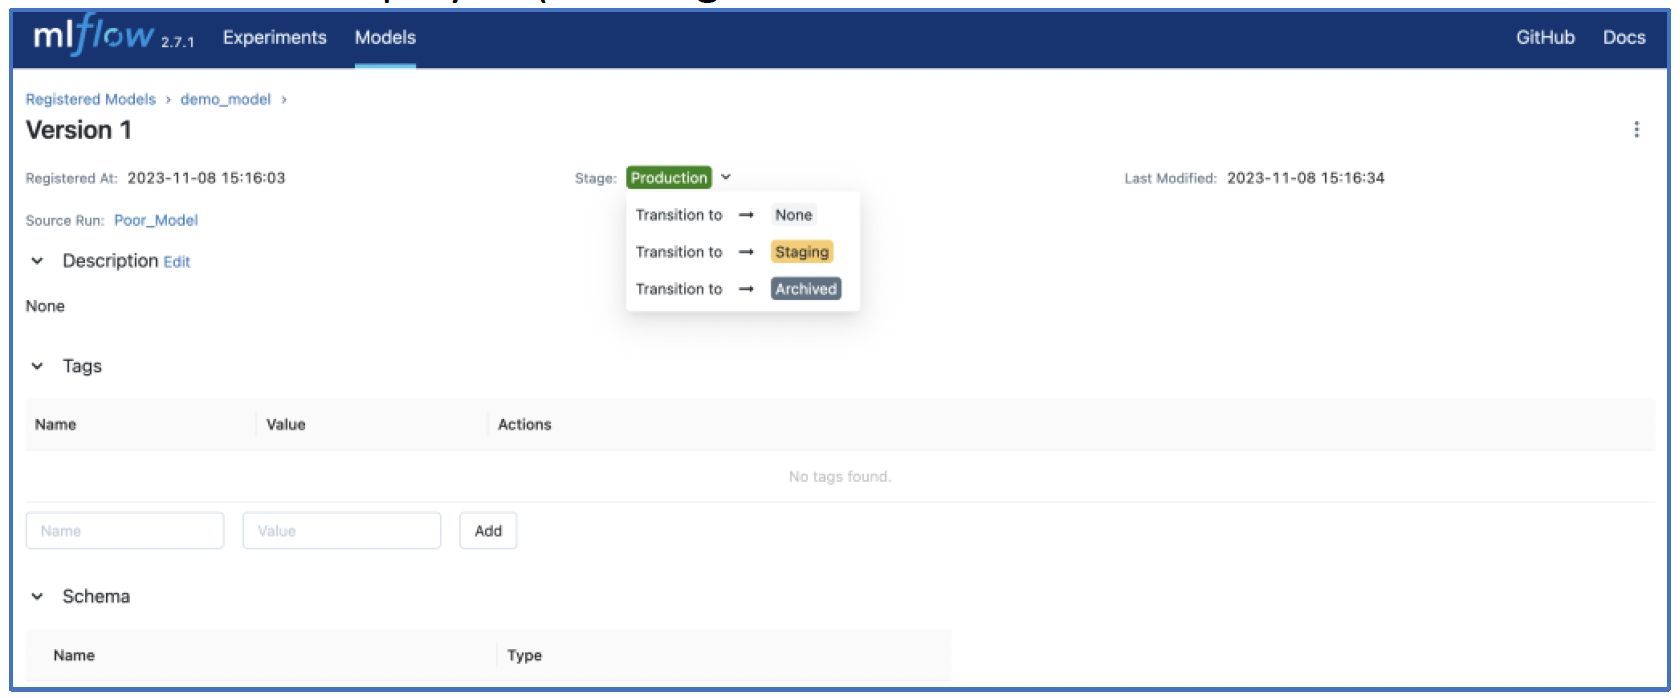 mlflow 2.7.1 Experiments Models GitHub Docs
Registered Models > demo_model >
Version 1
Registered At: 2023-11-08 15:16:03 Stage: Production Last Modified: 2023-11-08 15:16:34
Transition to → None
Source Run: Poor_Model
Transition to → Staging
Description Edit
Transition to → Archived
None
Tags
Name Value Actions
No tags found.
Name Value Add
Schema
Name Type